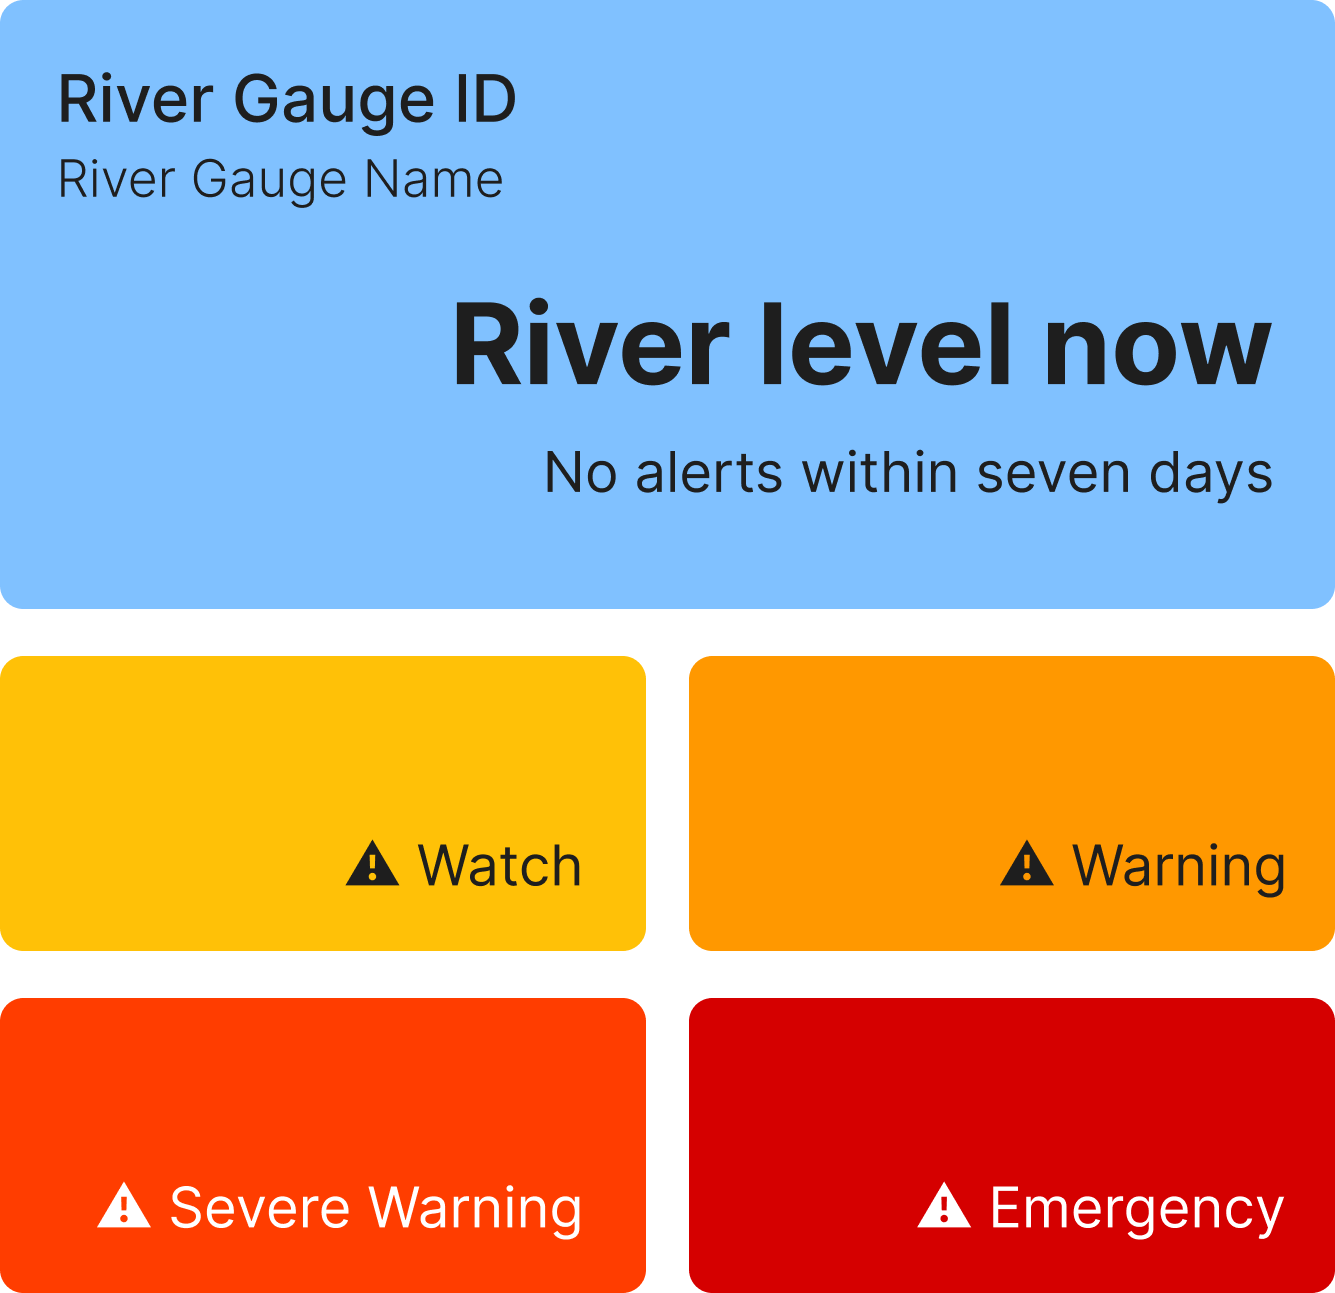 River Gauge ID
River Gauge Name
River level now
No alerts within seven days
Watch
Warning
Severe Warning
Emergency